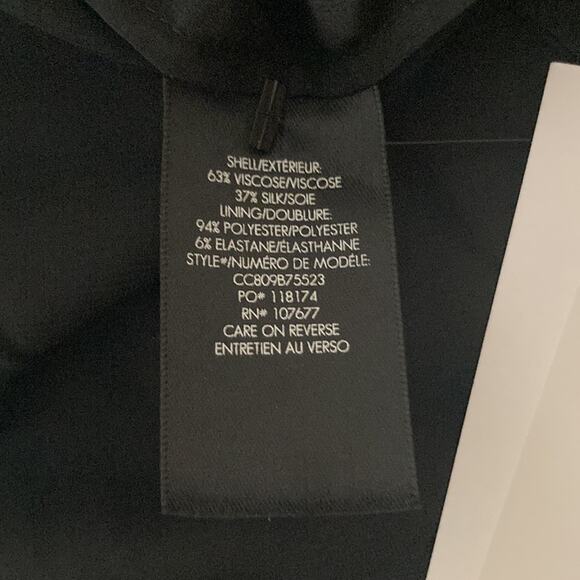 SHELL/EXTÉRIEUR:
63% VISCOSE/VISCOSE
37% SILK/SOIE
LINING/DOUBLURE:
94% POLYESTER/POLYESTER
6% ELASTANE/ÉLASTHANNE
STYLE#/NUMÉRO DE MODÈLE:
CC809B75523
PO# 118174
RN# 107677
CARE ON REVERSE
ENTRETIEN AU VERSO